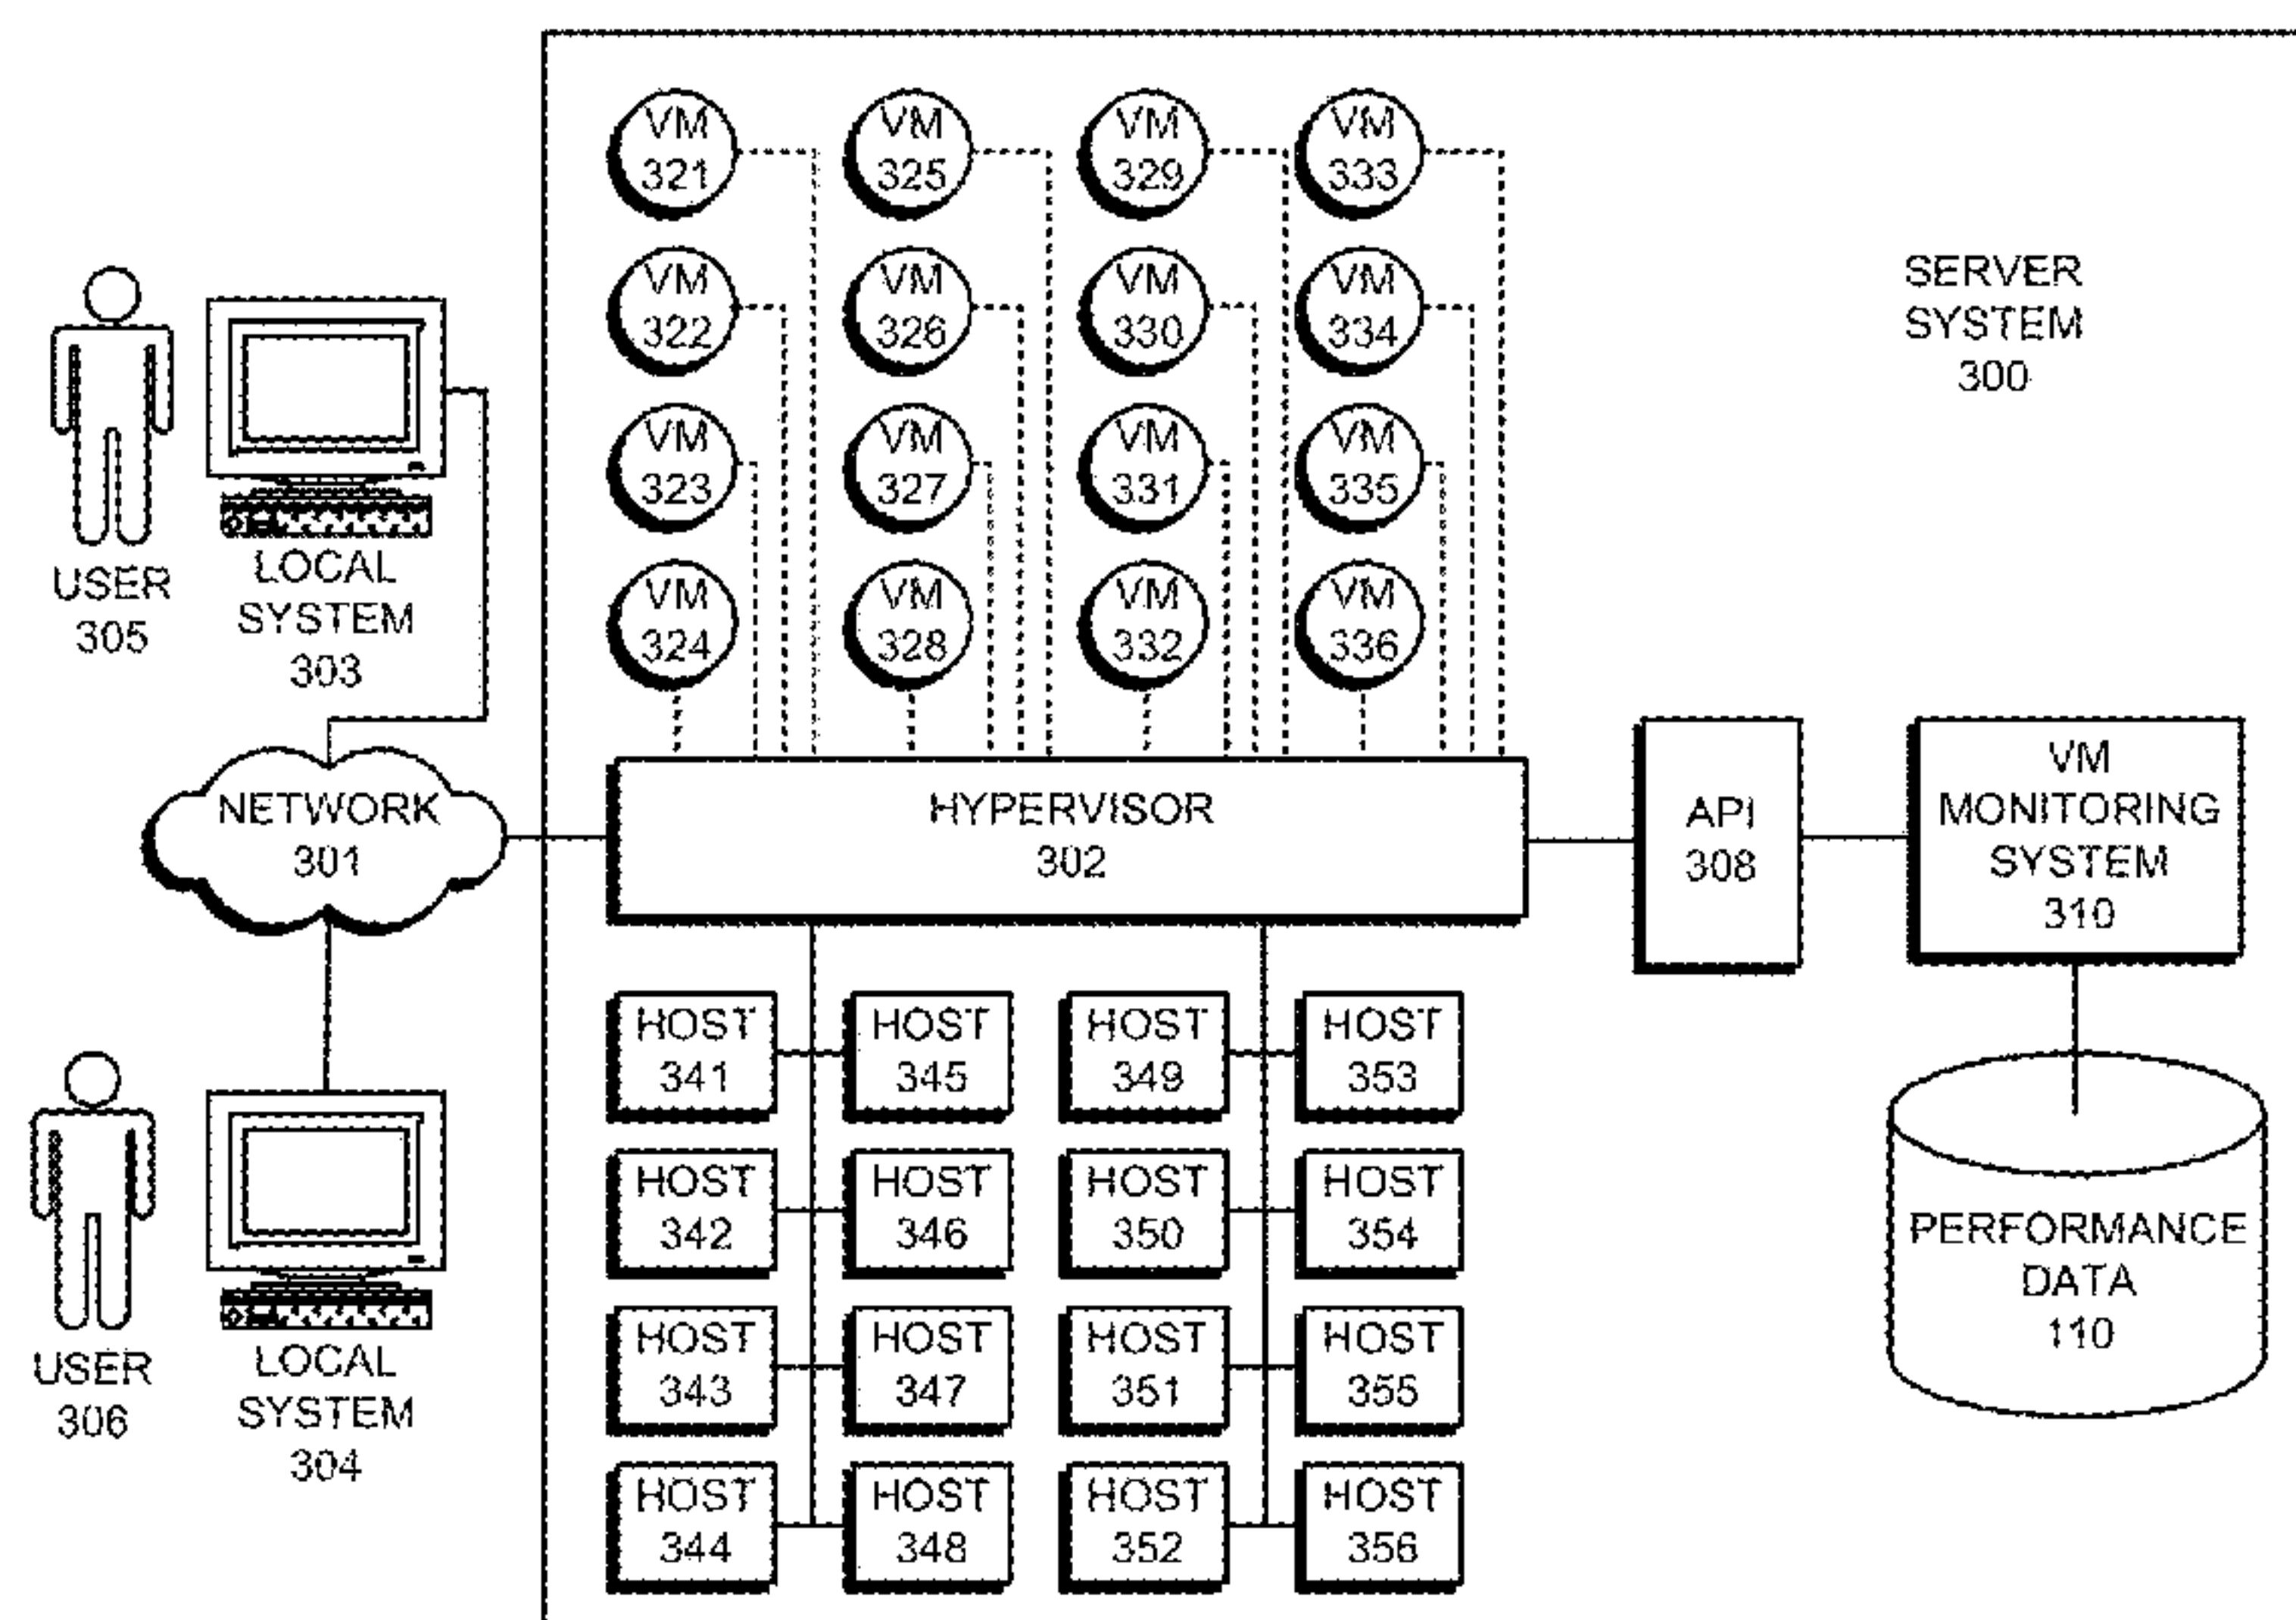 VM
321
VM
325
VM
329
VM
333
VM
322
VM
326
VM
330
VM
334
SERVER
SYSTEM
300
VM
323
VM
327
VM
331
VM
335
USER
305
LOCAL
SYSTEM
303
VM
324
VM
328
VM
332
VM
336
NETWORK
301
HYPERVISOR
302
API
308
VM
MONITORING
SYSTEM
310
HOST
341
HOST
345
HOST
349
HOST
353
HOST
342
HOST
346
HOST
350
HOST
354
PERFORMANCE
DATA
110
USER
306
LOCAL
SYSTEM
304
HOST
343
HOST
347
HOST
351
HOST
355
HOST
344
HOST
348
HOST
352
HOST
356